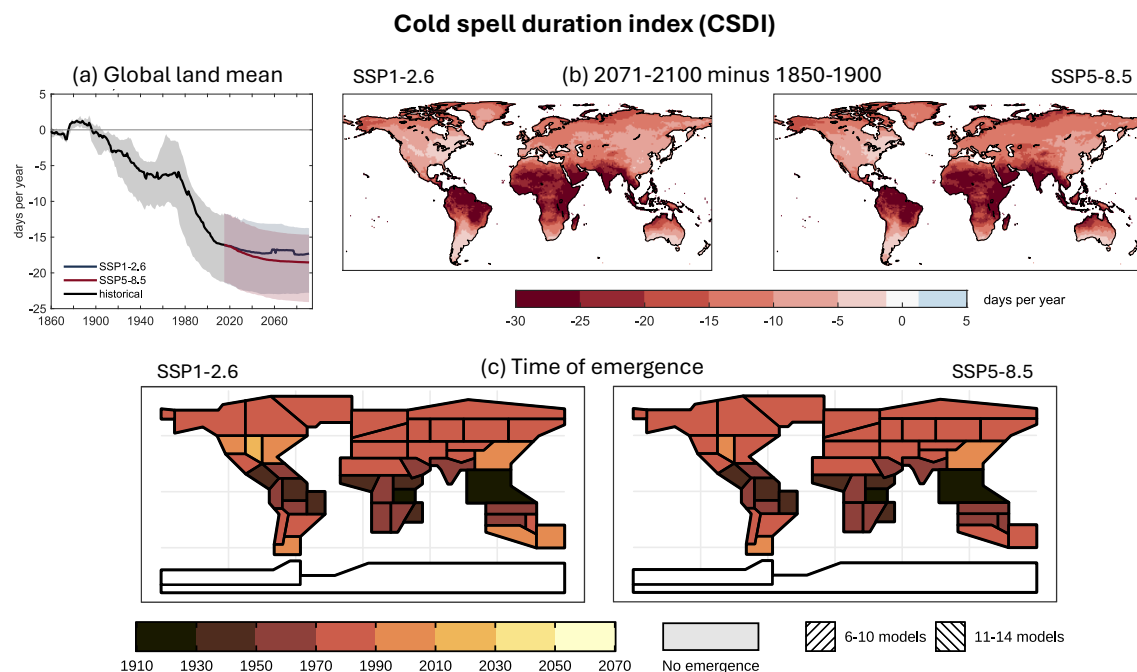 Cold spell duration index (CSDI)
(a) Global land mean
SSP1-2.6
(b) 2071-2100 minus 1850-1900
SSP5-8.5
days per year
5
0
-5
-10
-15
-20
-25
SSP1-2.6
SSP5-8.5
historical
1860 1900 1940 1980 2020 2060
days per year
-30 -25 -20 -15 -10 -5 0 5
SSP1-2.6
(c) Time of emergence
SSP5-8.5
1910 1930 1950 1970 1990 2010 2030 2050 2070
No emergence
6-10 models
11-14 models